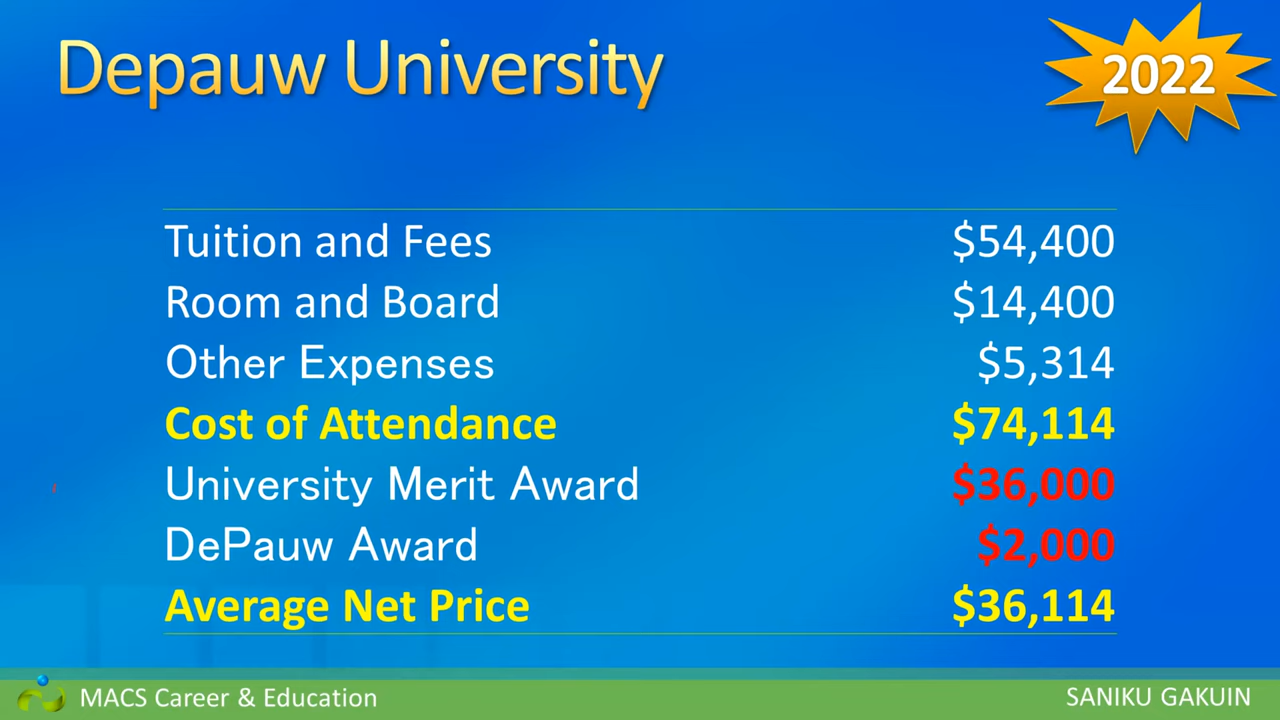 Depauw University
2022
Tuition and Fees $54,400
Room and Board $14,400
Other Expenses $5,314
Cost of Attendance $74,114
University Merit Award $36,000
DePauw Award $2,000
Average Net Price $36,114
MACS Career & Education SANIKU GAKUIN